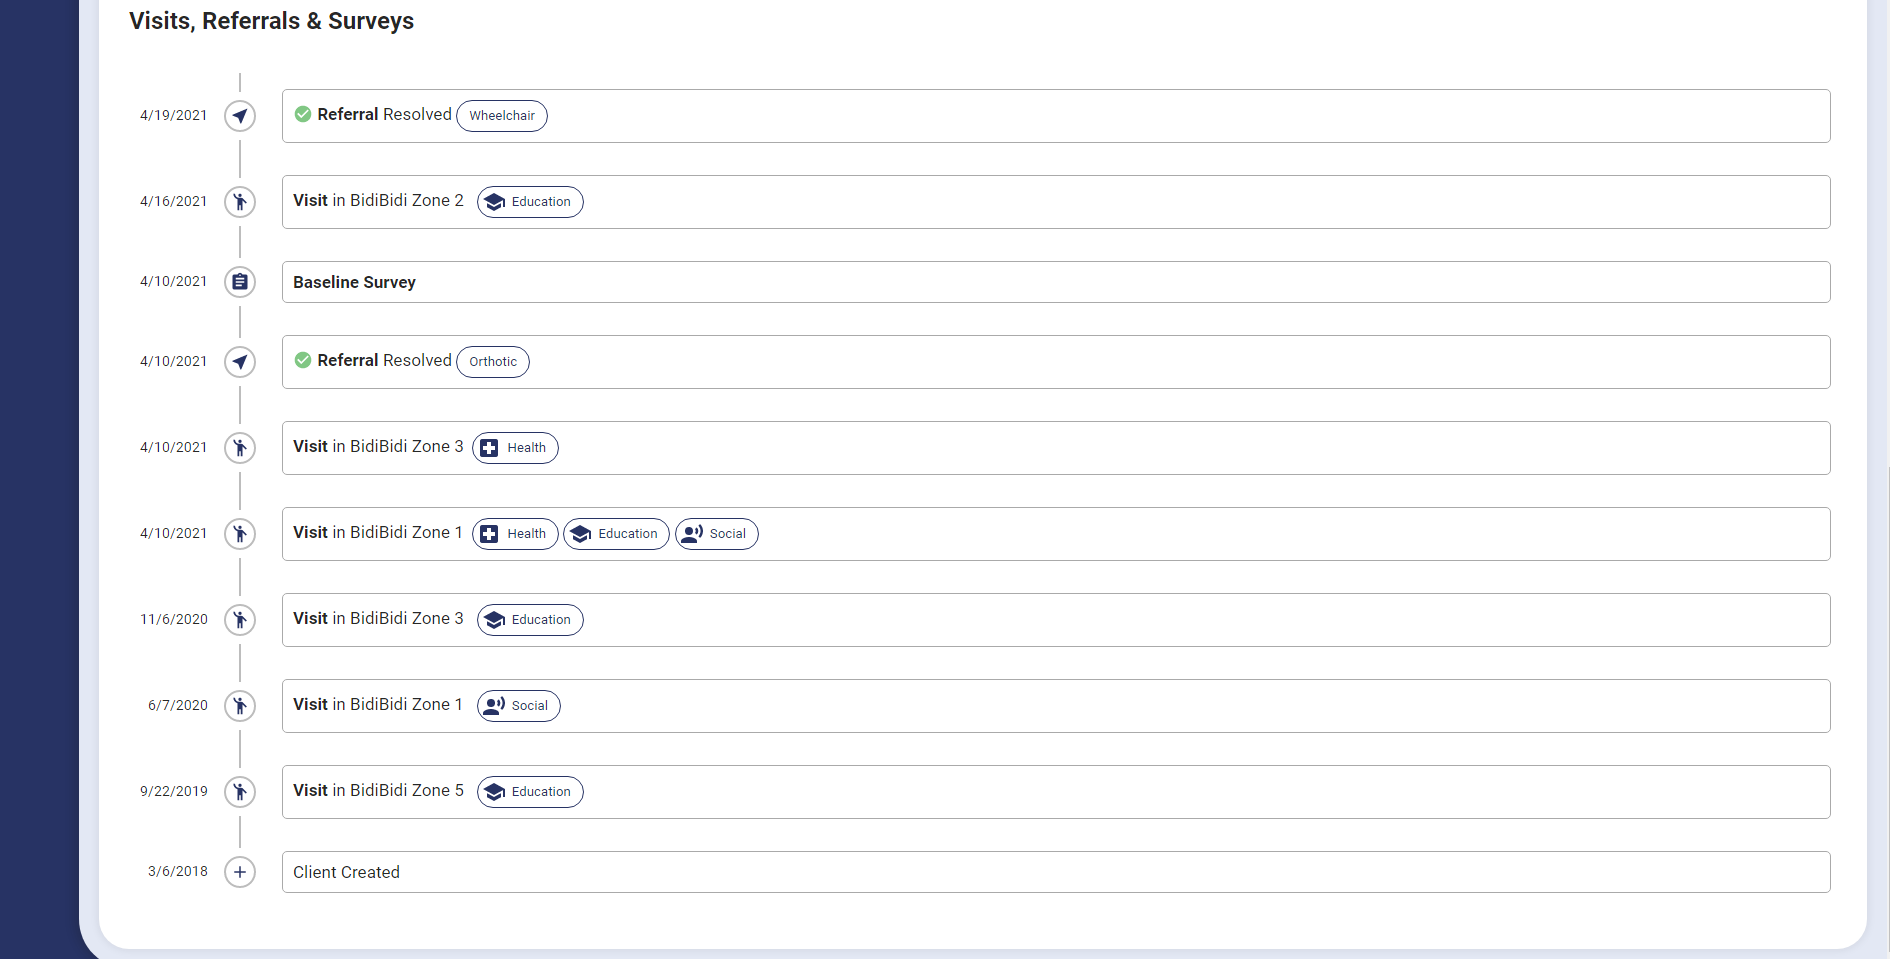 Visits, Referrals & Surveys
4/19/2021 Referral Resolved Wheelchair
4/16/2021 Visit in BidiBidi Zone 2 Education
4/10/2021 Baseline Survey
4/10/2021 Referral Resolved Orthotic
4/10/2021 Visit in BidiBidi Zone 3 Health
4/10/2021 Visit in BidiBidi Zone 1 Health Education Social
11/6/2020 Visit in BidiBidi Zone 3 Education
6/7/2020 Visit in BidiBidi Zone 1 Social
9/22/2019 Visit in BidiBidi Zone 5 Education
3/6/2018 Client Created